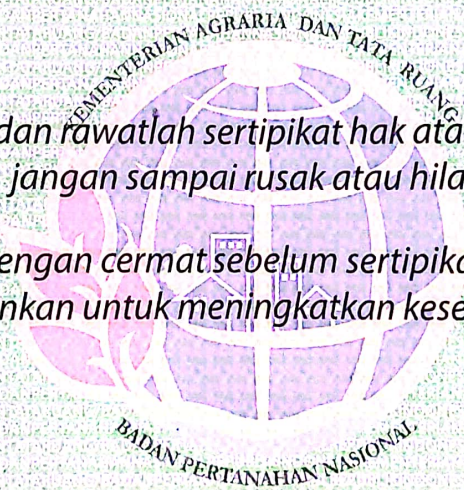 KEMENTERIAN AGRARIA DAN TATA RUANG
dan rawatlah sertipikat hak ata
jangan sampai rusak atau hila
engan cermat sebelum sertipika
nkan untuk meningkatkan kese
BADAN PERTANAHAN NASIONAL